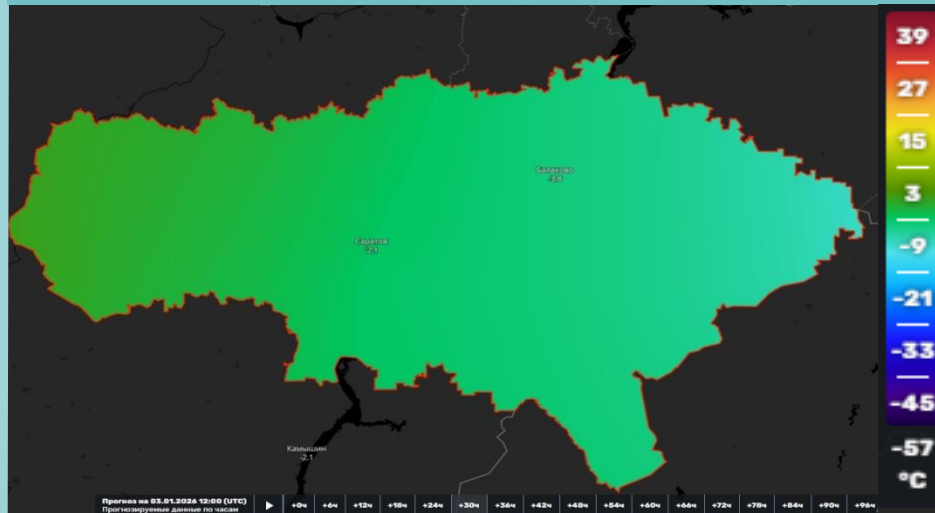 39
27
15
3
-9
-21
-33
-45
-57
°C
Балаково
-3.8
Саратов
-2.1
Камышин
-2.1
Прогноз на 03.01.2026 12:00 (UTC)
Прогнозируемые данные по часам
+0ч +6ч +12ч +18ч +24ч +30ч +36ч +42ч +48ч +54ч +60ч +66ч +72ч +78ч +84ч +90ч +96ч